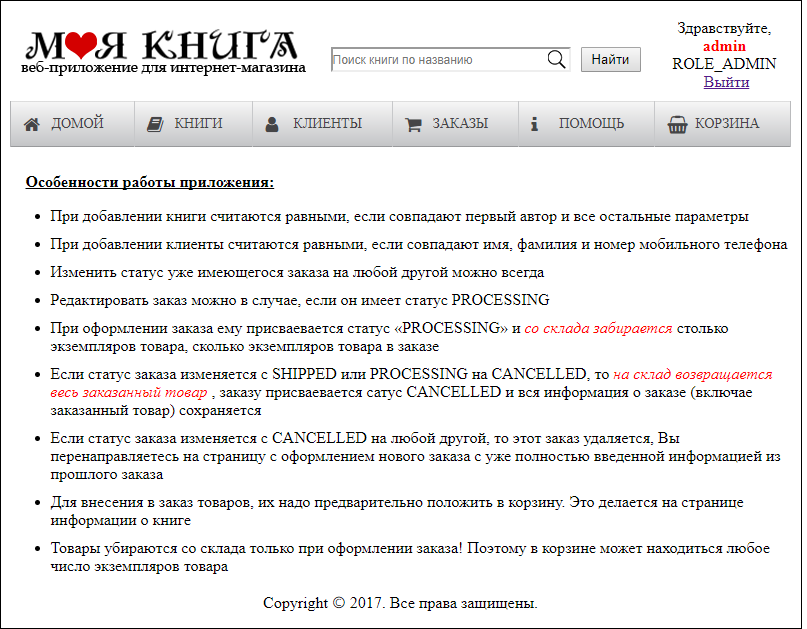 МОЯ КНИГА
веб-приложение для интернет-магазина
Поиск книги по названию
Найти
Здравствуйте,
admin
ROLE_ADMIN
Выйти
ДОМОЙ
КНИГИ
КЛИЕНТЫ
ЗАКАЗЫ
ПОМОЩЬ
КОРЗИНА
Особенности работы приложения:
При добавлении книги считаются равными, если совпадают первый автор и все остальные параметры
При добавлении клиенты считаются равными, если совпадают имя, фамилия и номер мобильного телефона
Изменить статус уже имеющегося заказа на любой другой можно всегда
Редактировать заказ можно в случае, если он имеет статус PROCESSING
При оформлении заказа ему присваевается статус «PROCESSING» и со склада забирается столько
экземпляров товара, сколько экземпляров товара в заказе
Если статус заказа изменяется с SHIPPED или PROCESSING на CANCELLED, то на склад возвращается
весь заказанный товар , заказу присваевается сатус CANCELLED и вся информация о заказе (включае
заказанный товар) сохраняется
Если статус заказа изменяется с CANCELLED на любой другой, то этот заказ удаляется, Вы
перенаправляетесь на страницу с оформлением нового заказа с уже полностью введенной информацией из
прошлого заказа
Для внесения в заказ товаров, их надо предварительно положить в корзину. Это делается на странице
информации о книге
Товары убираются со склада только при оформлении заказа! Поэтому в корзине может находиться любое
число экземпляров товара
Copyright © 2017. Все права защищены.